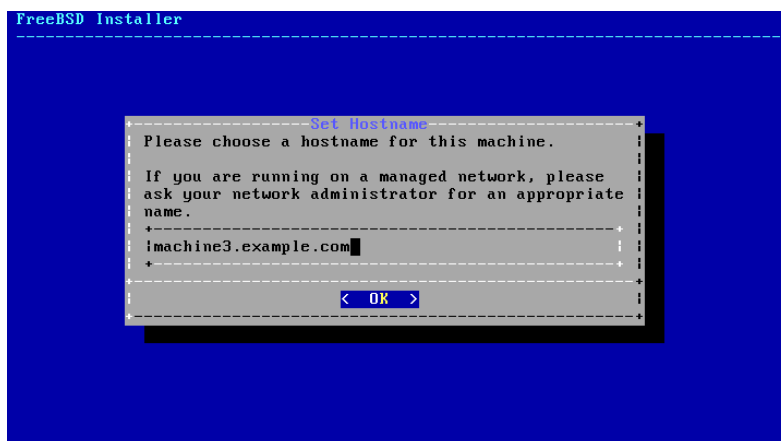 FreeBSD Installer
Set Hostname
Please choose a hostname for this machine.
If you are running on a managed network, please
ask your network administrator for an appropriate
name.
machine3.example.com
< OK >